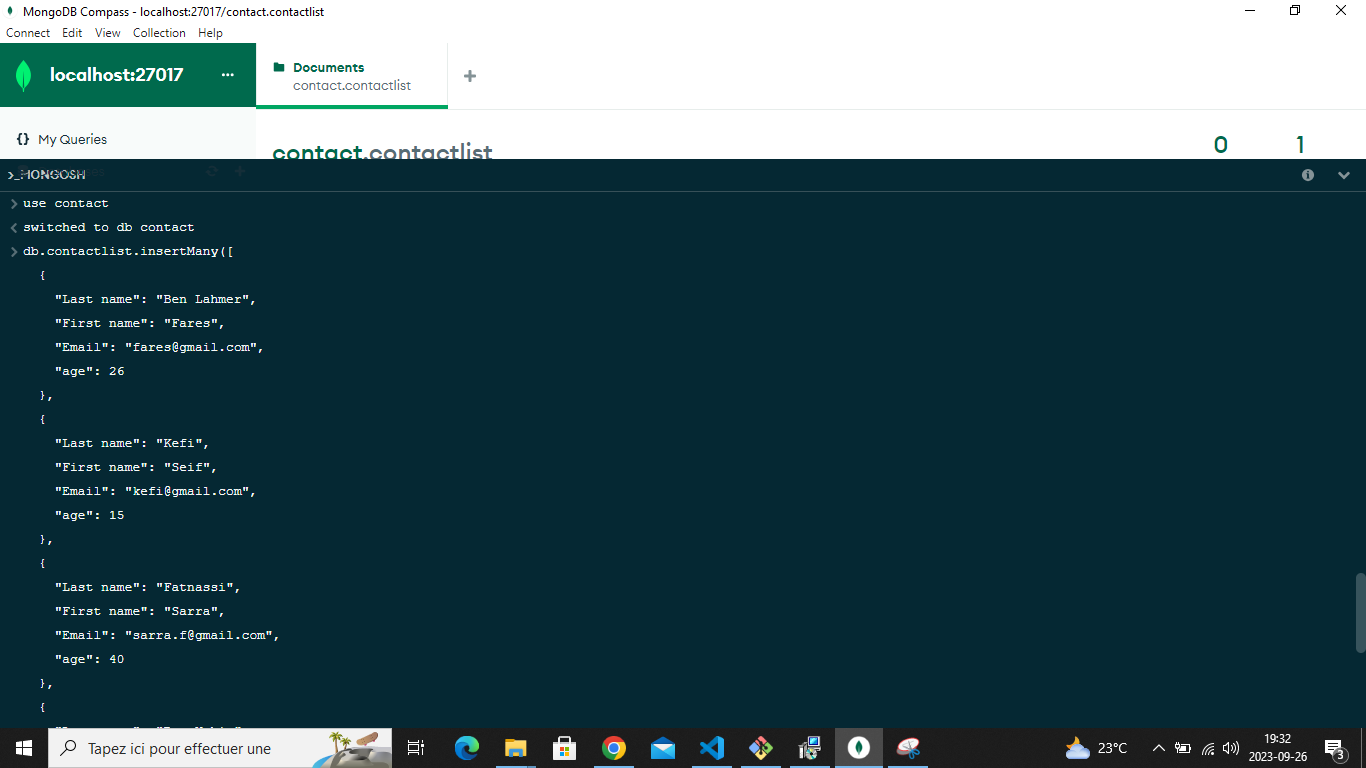 MongoDB Compass - localhost:27017/contact.contactlist
Connect Edit View Collection Help
localhost:27017 ...
Documents
contact.contactlist
{} My Queries
contact.contactlist
0 1
>_MONGOSH
> use contact
< switched to db contact
> db.contactlist.insertMany([
{
"Last name": "Ben Lahmer",
"First name": "Fares",
"Email": "fares@gmail.com",
"age": 26
},
{
"Last name": "Kefi",
"First name": "Seif",
"Email": "kefi@gmail.com",
"age": 15
},
{
"Last name": "Fatnassi",
"First name": "Sarra",
"Email": "sarra.f@gmail.com",
"age": 40
},
{
Tapez ici pour effectuer une
23°C
19:32
2023-09-26
3